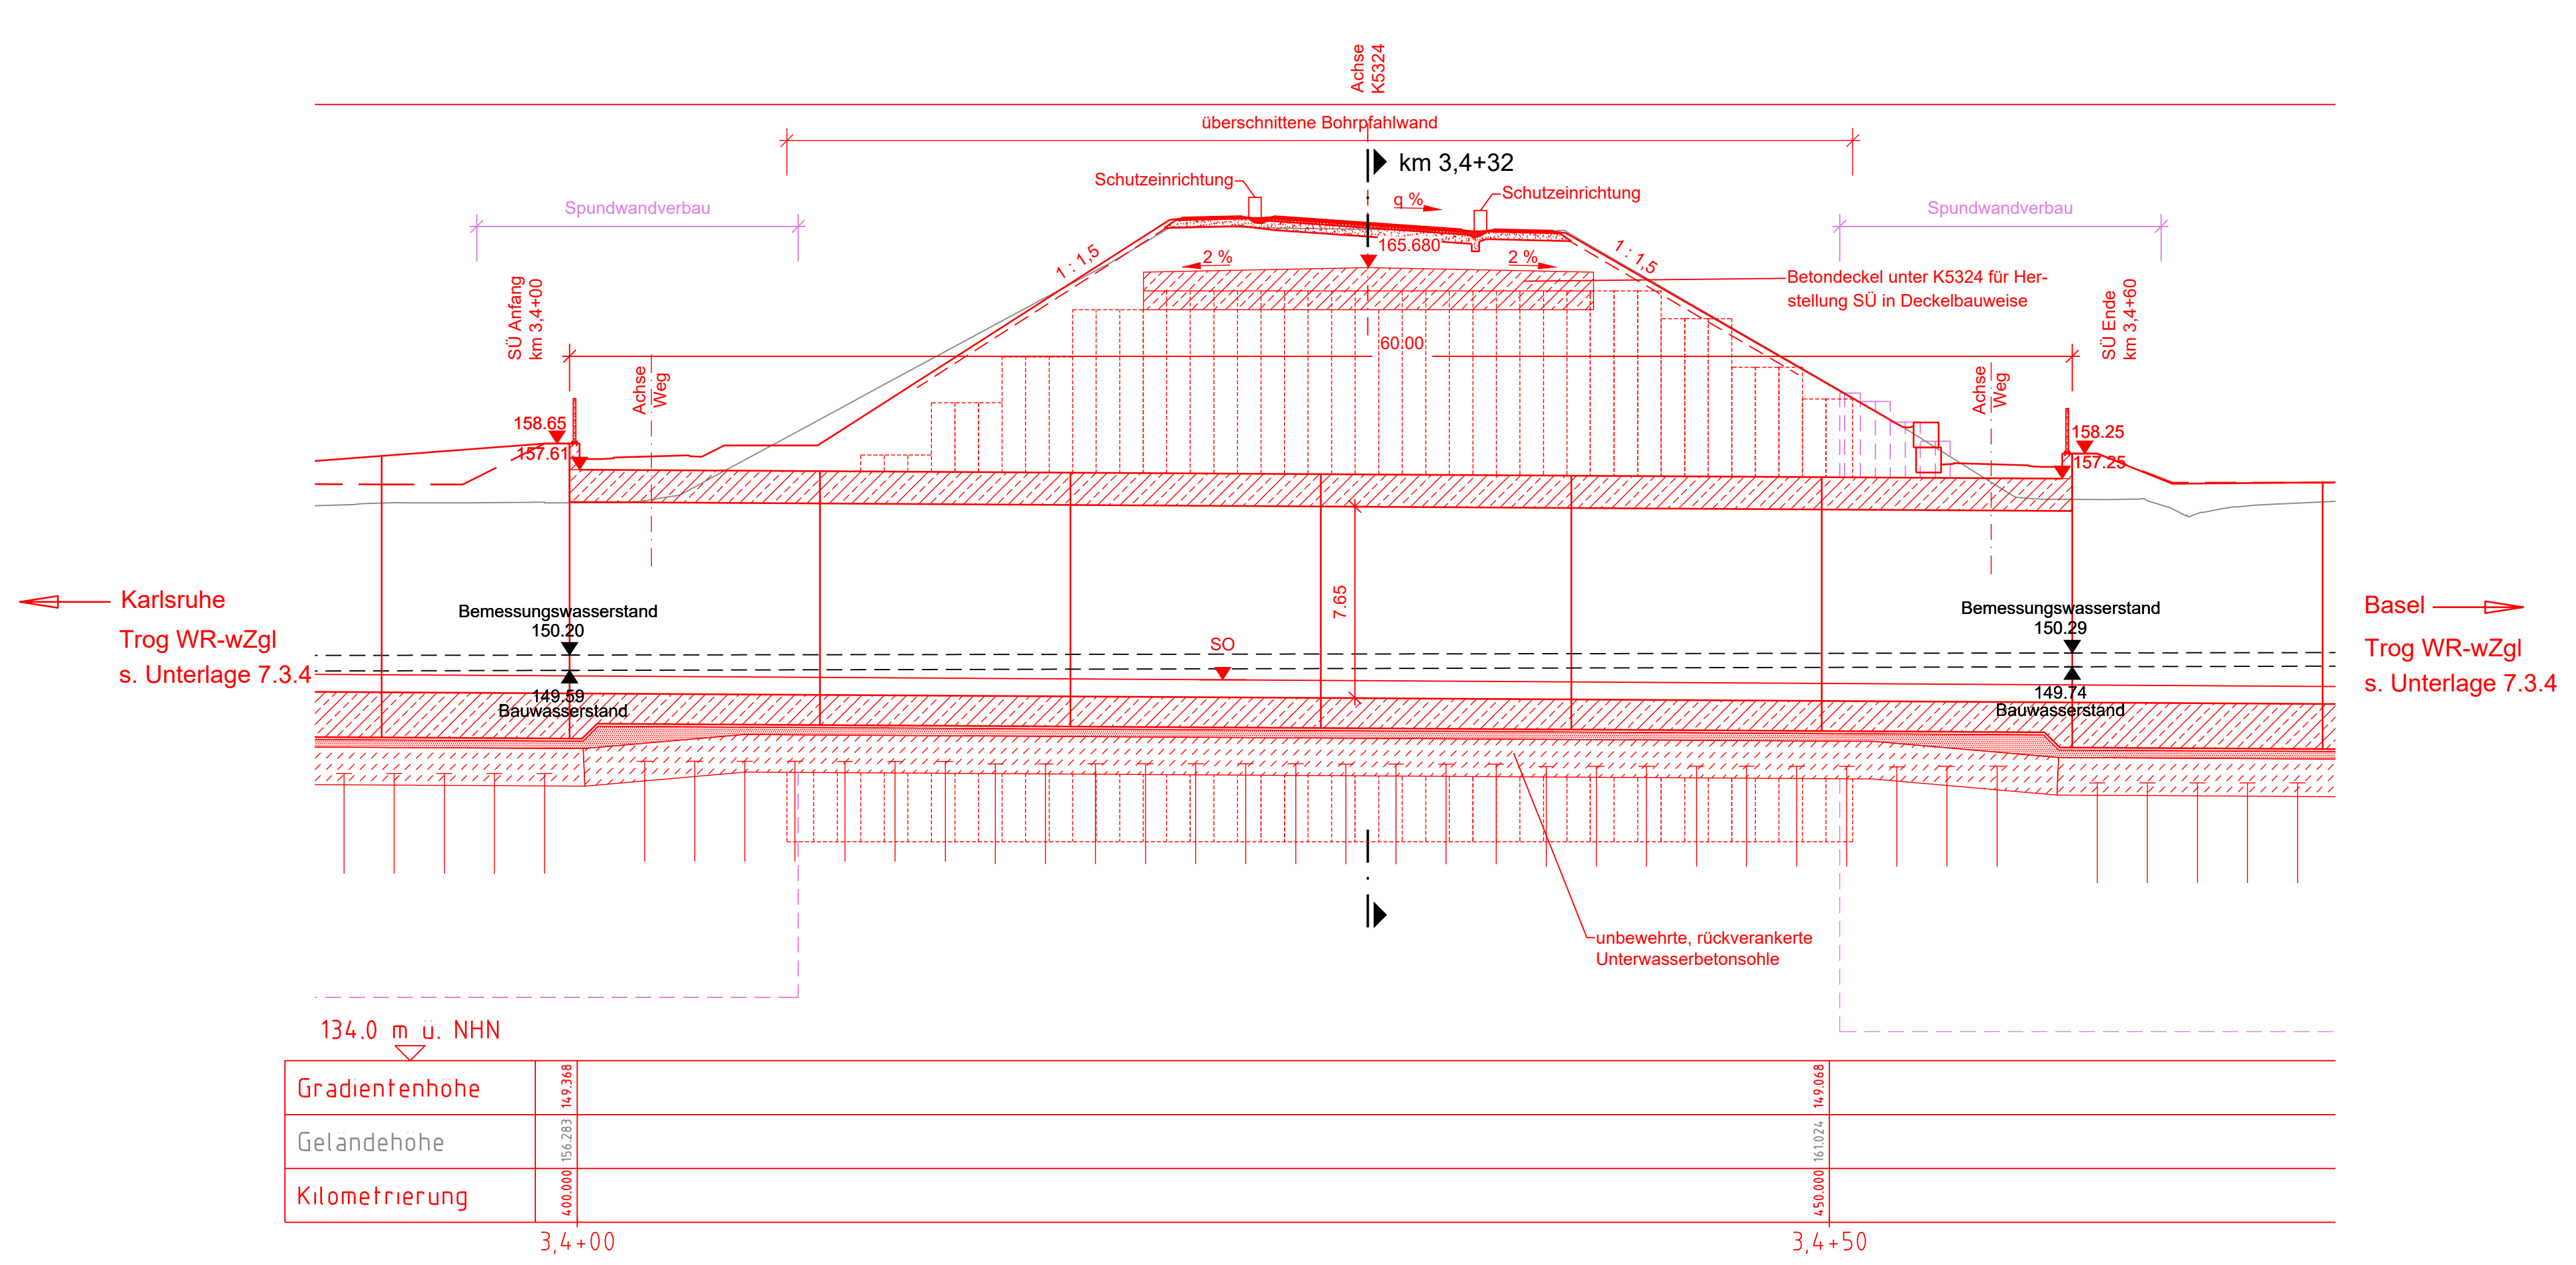 Achse
K5324
überschnittene Bohrpfahlwand
km 3,4+32
Schutzeinrichtung
Schutzeinrichtung
q %
Spundwandverbau
Spundwandverbau
165.680
1 : 1,5
1 : 1,5
2 %
2 %
Betondeckel unter K5324 für Her-
stellung SÜ in Deckelbauweise
SÜ Anfang
km 3,4+00
SÜ Ende
km 3,4+60
60.00
Achse
Weg
Achse
Weg
158.65
157.61
158.25
157.25
Karlsruhe
Trog WR-wZgl
s. Unterlage 7.3.4
Bemessungswasserstand
150.20
149.59
Bauwasserstand
7.65
SO
Bemessungswasserstand
150.29
149.74
Bauwasserstand
Basel
Trog WR-wZgl
s. Unterlage 7.3.4
unbewehrte, rückverankerte
Unterwasserbetonsohle
134.0 m ü. NHN
Gradientenhöhe
149.368
149.068
Geländehöhe
156.283
161.024
Kilometrierung
400.000
450.000
3,4+00
3,4+50